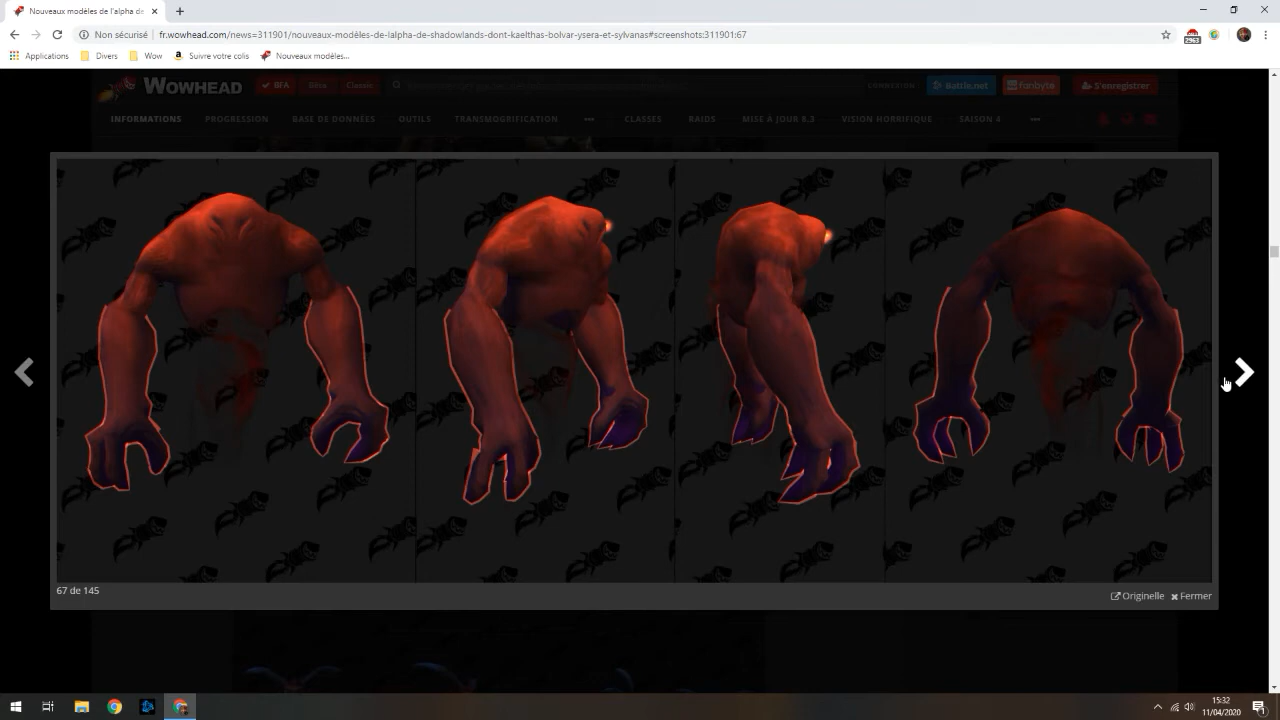 Nouveaux modèles de l'alpha de
Non sécurisé | fr.wowhead.com/news=311901/nouveaux-modèles-de-lalpha-de-shadowlands-dont-kaelthas-bolvar-ysera-et-sylvanas#screenshots:311901:67
2963
Applications Divers Wow Suivre votre colis Nouveaux modèles...
WOWHEAD BFA Bêta Classic CONNEXION Battle.net fanbyte S'enregistrer
INFORMATIONS PROGRESSION BASE DE DONNÉES OUTILS TRANSMOGRIFICATION ••• CLASSES RAIDS MISE À JOUR 8.3 VISION HORRIFIQUE SAISON 4 •••
67 de 145
Originelle Fermer
15:32
11/04/2020
1